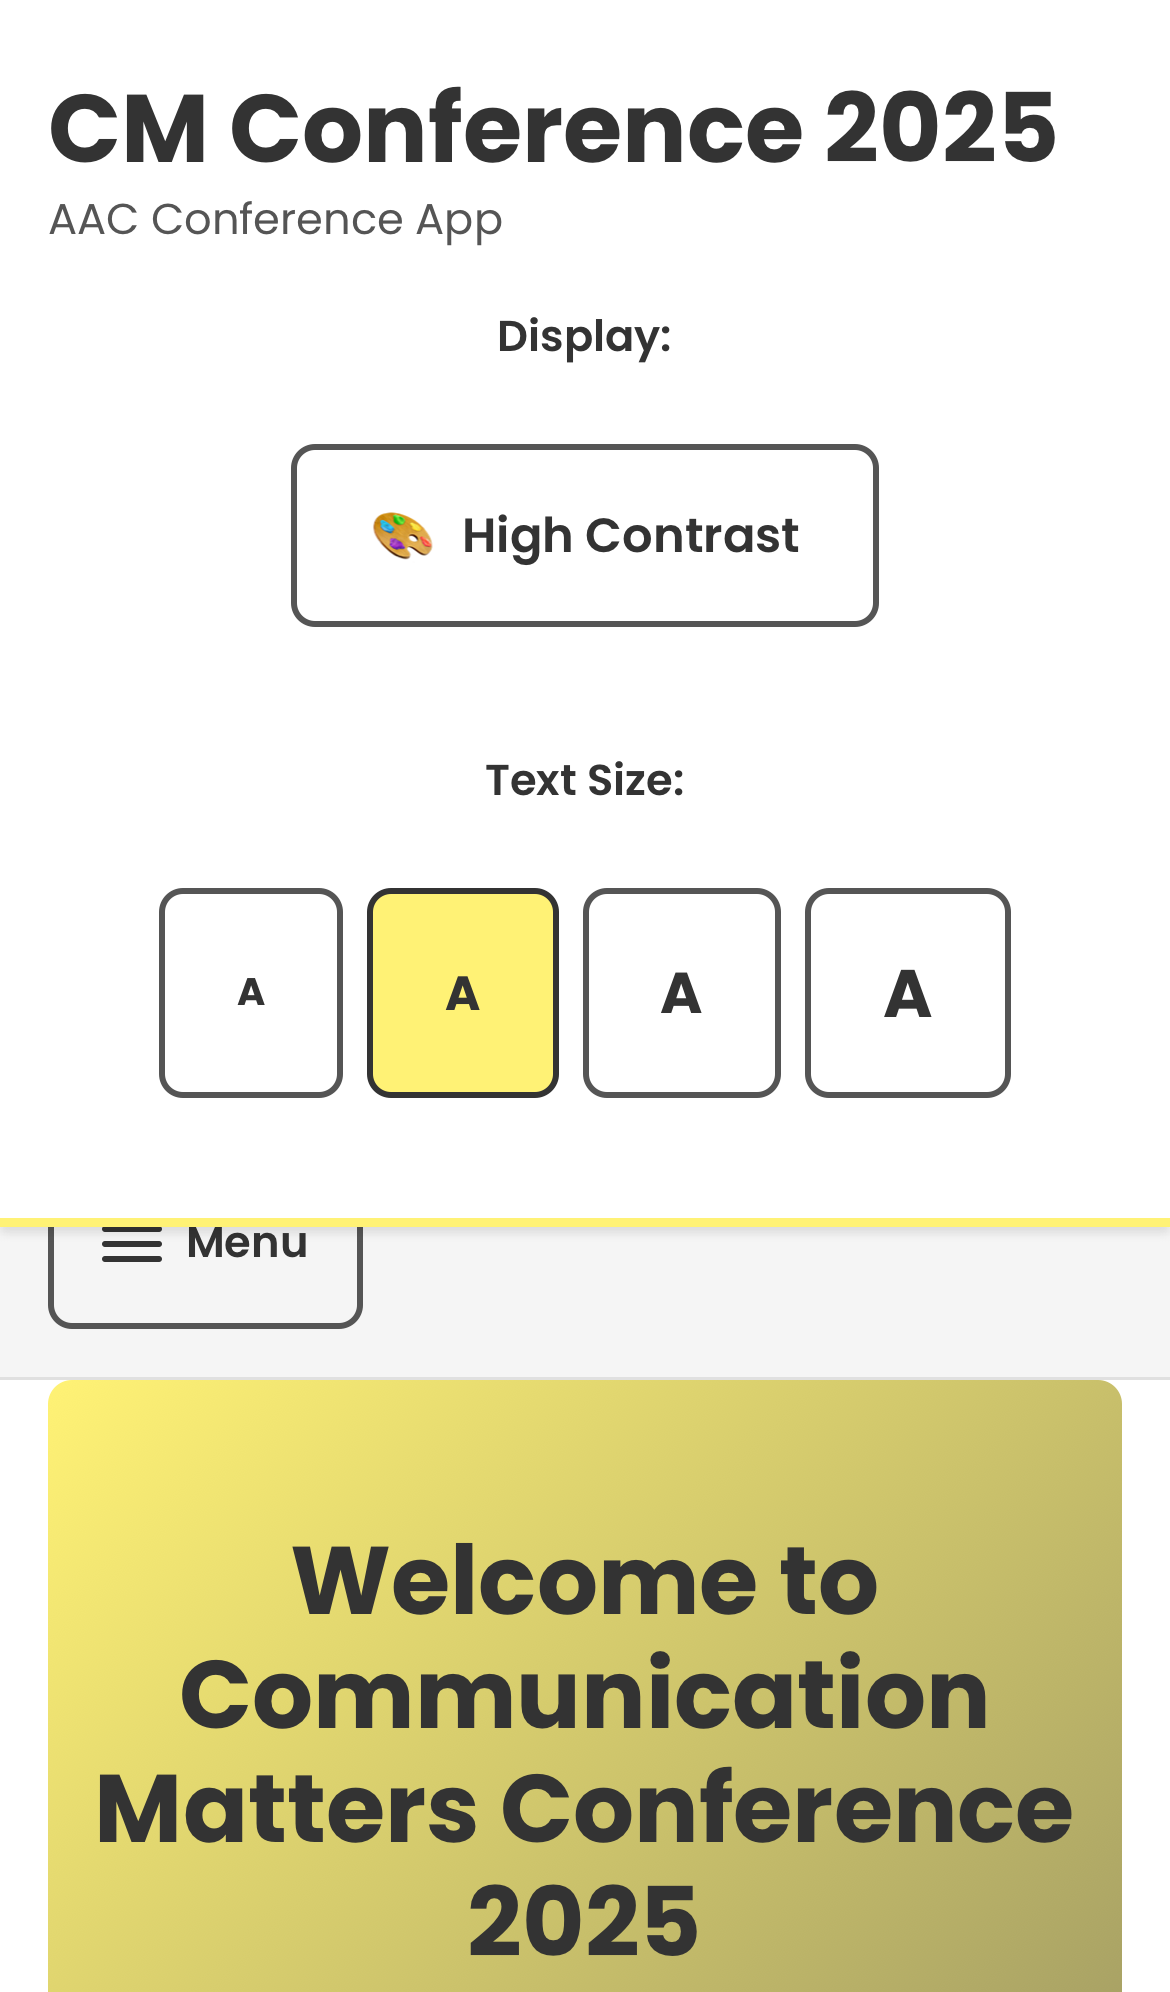 CM Conference 2025
AAC Conference App
Display:
High Contrast
Text Size:
A A A A
Menu
Welcome to
Communication
Matters Conference
2025